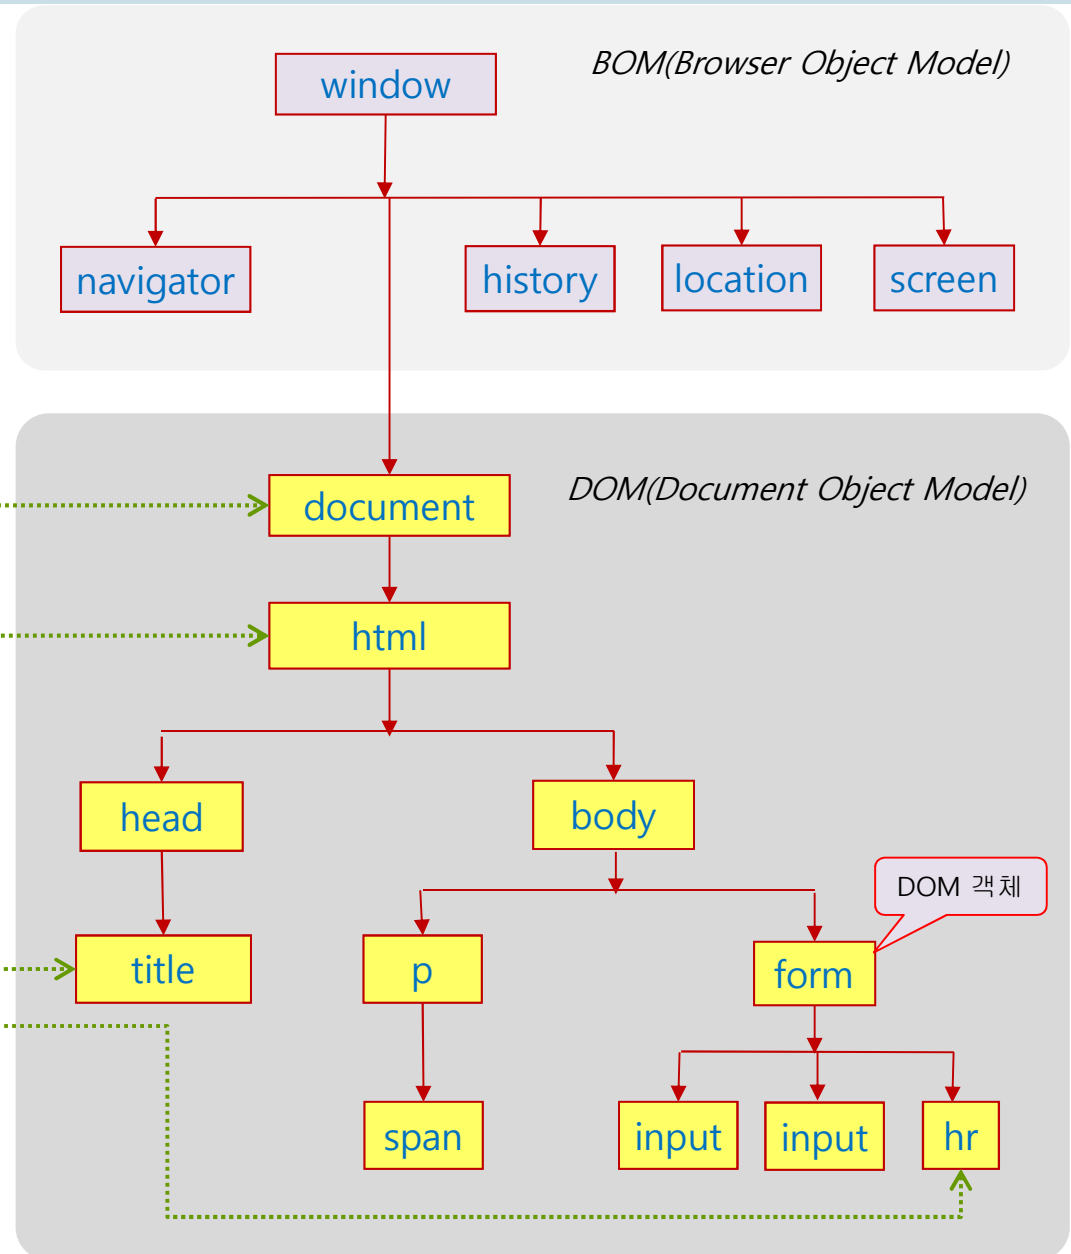 BOM(Browser Object Model)
window
navigator
history
location
screen
DOM(Document Object Model)
document
html
head
body
DOM 객체
title
p
form
span
input
input
hr